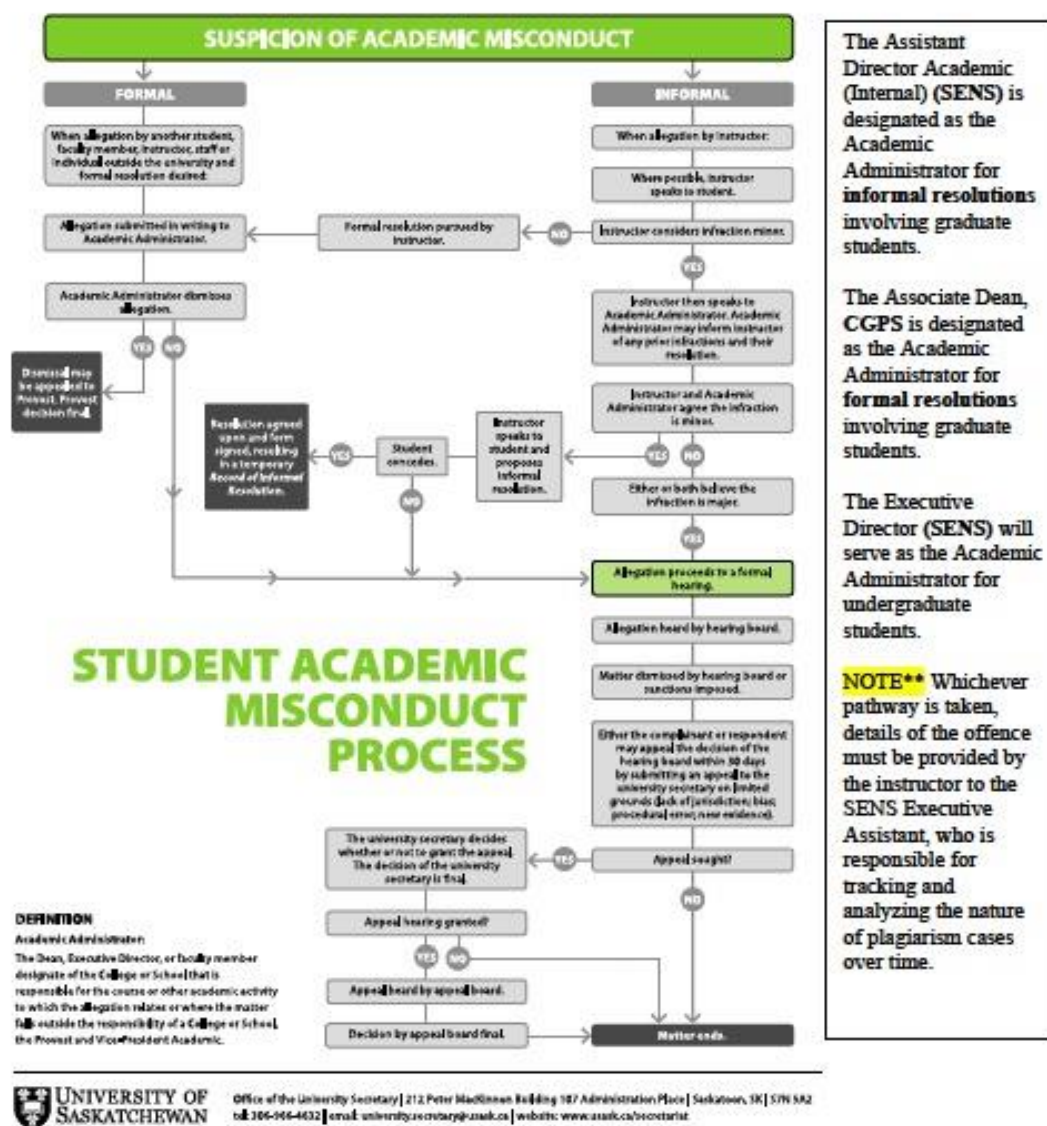 SUSPICION OF ACADEMIC MISCONDUCT
FORMAL
When allegation by another student,
faculty member, instructor, staff or
individual outside the university and
formal resolution desired:
Allegation submitted in writing to
Academic Administrator.
Academic Administrator dismisses
allegation.
YES
NO
Dismissal may
be appealed to
Provost. Provost
decision final.
INFORMAL
When allegation by instructor:
Where possible, instructor
speaks to student.
Instructor considers infraction minor.
NO
Formal resolution pursued by
instructor.
YES
Instructor then speaks to
Academic Administrator. Academic
Administrator may inform instructor
of any prior infractions and their
resolution.
Instructor and Academic
Administrator agree the infraction
is minor.
YES
NO
Instructor
speaks to
student and
proposes
informal
resolution.
Student
concedes.
YES
NO
Resolution agreed
upon and form
signed, resulting
in a temporary
Record of Informal
Resolution.
Either or both believe the
infraction is major.
YES
Allegation proceeds to a formal
hearing.
Allegation heard by hearing board.
Matter dismissed by hearing board or
sanctions imposed.
Either the complainant or respondent
may appeal the decision of the
hearing board within 30 days
by submitting an appeal to the
university secretary on limited
grounds (lack of jurisdiction; bias;
procedural error; new evidence).
Appeal sought?
YES
NO
The university secretary decides
whether or not to grant the appeal.
The decision of the university
secretary is final.
Appeal hearing granted?
YES
NO
Appeal heard by appeal board.
Decision by appeal board final.
Matter ends.
STUDENT ACADEMIC
MISCONDUCT
PROCESS
DEFINITION
Academic Administrator:
The Dean, Executive Director, or faculty member
designate of the College or School that is
responsible for the course or other academic activity
to which the allegation relates or where the matter
falls outside the responsibility of a College or School,
the Provost and Vice-President Academic.
UNIVERSITY OF
SASKATCHEWAN
Office of the University Secretary | 212 Peter MacKinnon Building 107 Administration Place | Saskatoon, SK | S7N 5A2
tel: 306-966-4632 | email: university.secretary@usask.ca | website: www.usask.ca/secretariat
The Assistant
Director Academic
(Internal) (SENS) is
designated as the
Academic
Administrator for
informal resolutions
involving graduate
students.
The Associate Dean,
CGPS is designated
as the Academic
Administrator for
formal resolutions
involving graduate
students.
The Executive
Director (SENS) will
serve as the Academic
Administrator for
undergraduate
students.
NOTE** Whichever
pathway is taken,
details of the offence
must be provided by
the instructor to the
SENS Executive
Assistant, who is
responsible for
tracking and
analyzing the nature
of plagiarism cases
over time.